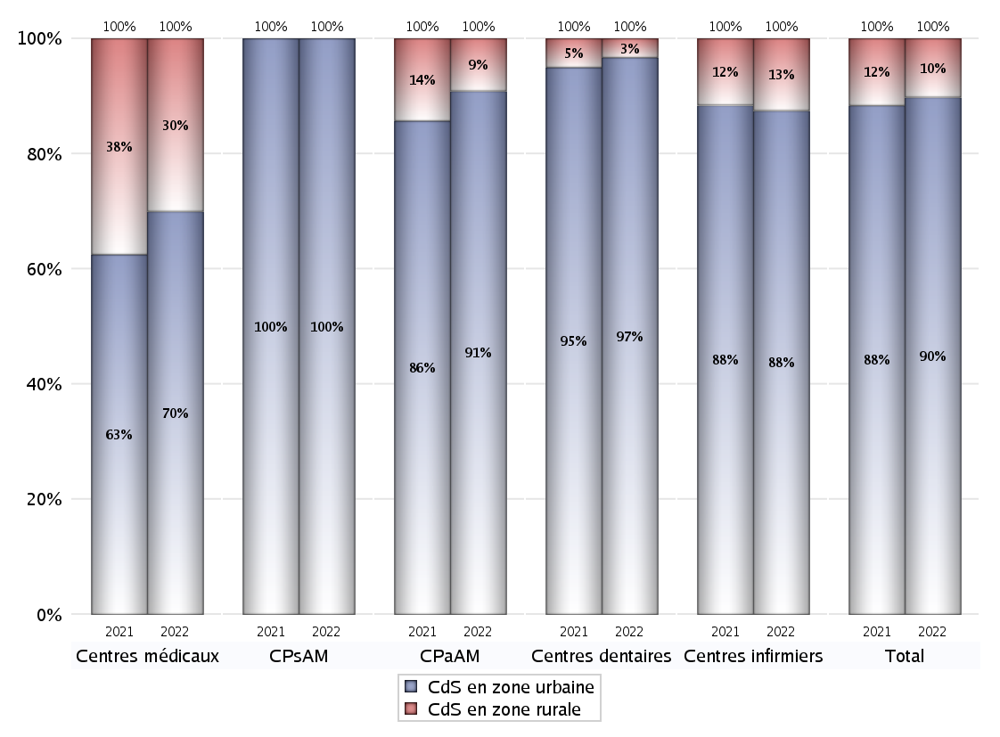 100% 100% 100% 100% 100% 100% 100% 100% 100% 100% 100% 100%
100%
5% 3%
9%
14% 12% 13% 12% 10%
38% 30%
80%
60%
100% 100% 95% 97%
86% 91% 88% 88% 88% 90%
40%
63% 70%
20%
0%
2021 2022 2021 2022 2021 2022 2021 2022 2021 2022 2021 2022
Centres médicaux CPsAM CPaAM Centres dentaires Centres infirmiers Total
CdS en zone urbaine
CdS en zone rurale